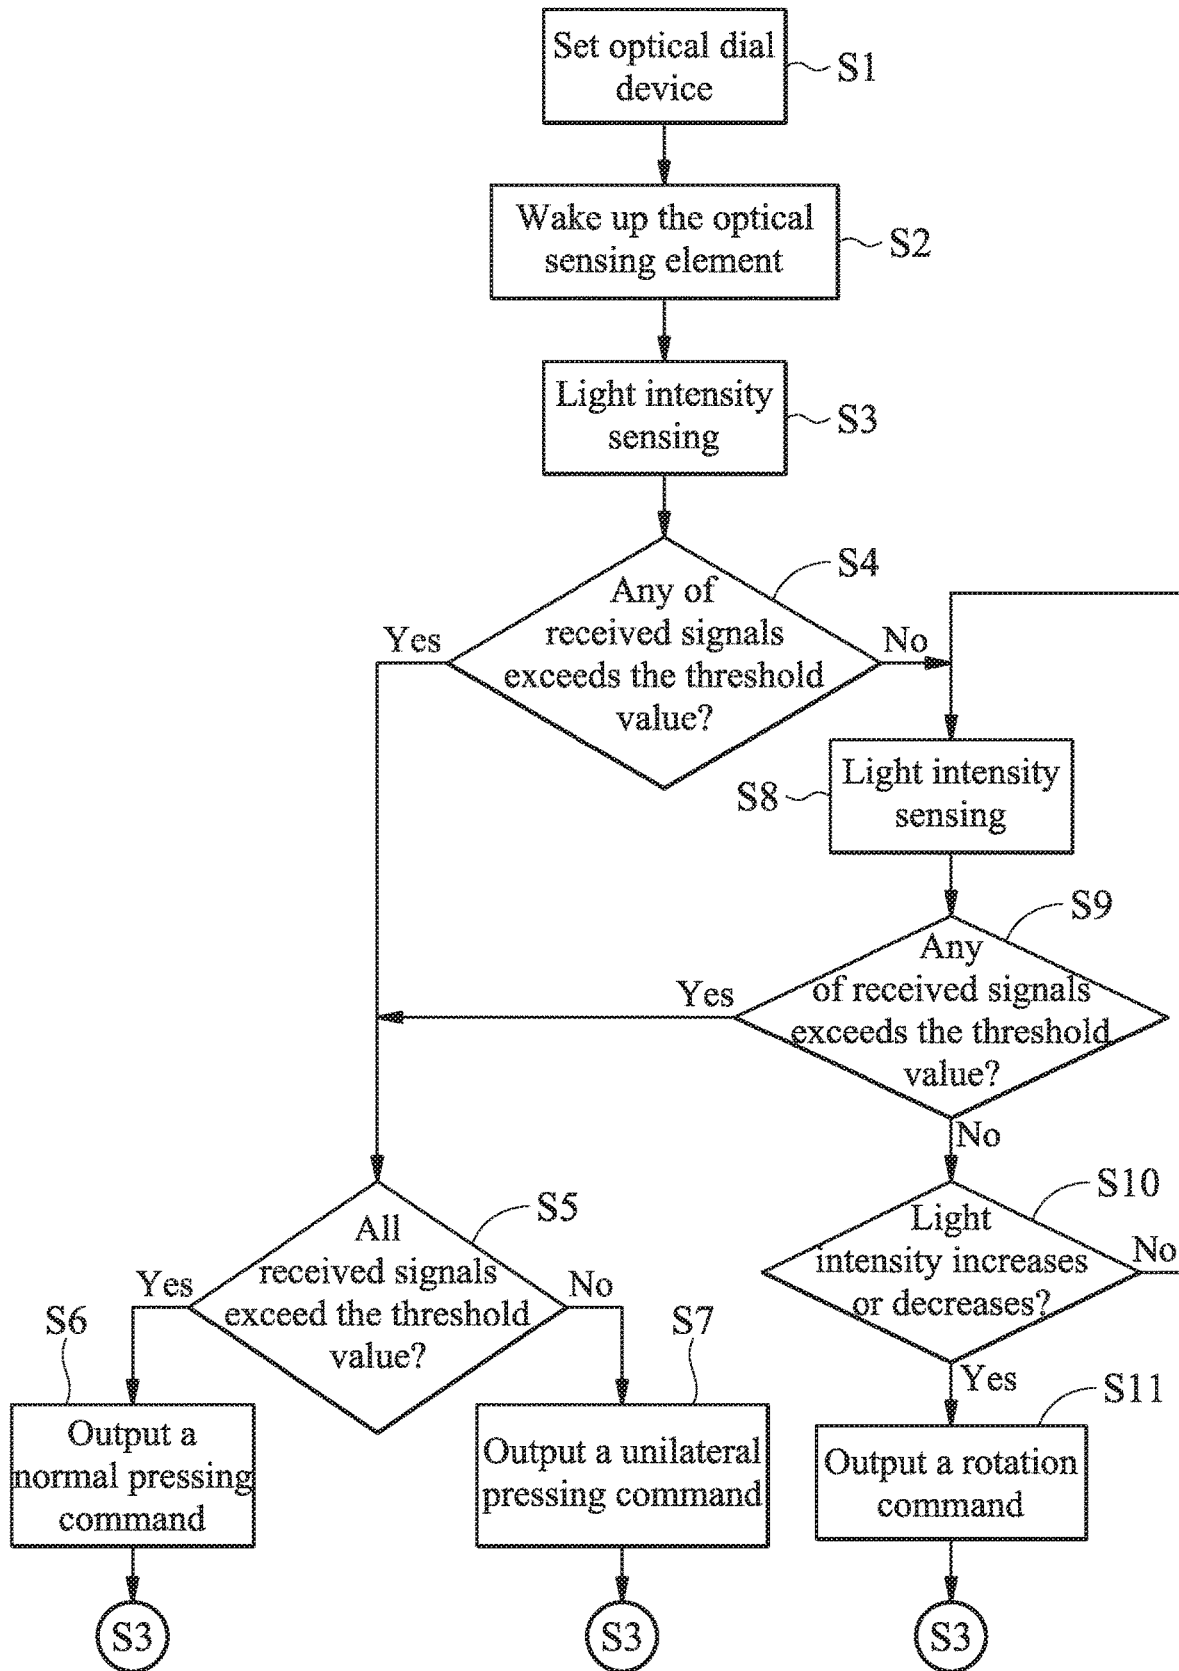 Set optical dial
device
S1
Wake up the optical
sensing element
S2
Light intensity
sensing
S3
S4
Any of
received signals
exceeds the threshold
value?
Yes
No
Light intensity
sensing
S8
S9
Any
of received signals
exceeds the threshold
value?
Yes
No
S5
All
received signals
exceed the threshold
value?
Yes
No
S10
Light
intensity increases
or decreases?
No
Yes
S6
Output a
normal pressing
command
S7
Output a unilateral
pressing command
S11
Output a rotation
command
S3
S3
S3